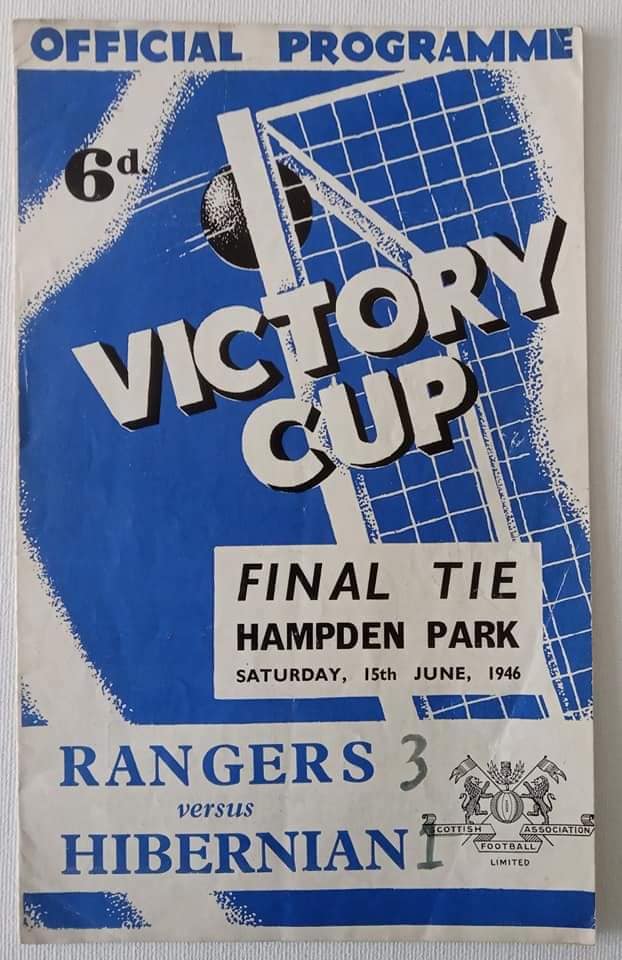 OFFICIAL PROGRAMME
6d.
VICTORY
CUP
FINAL TIE
HAMPDEN PARK
SATURDAY, 15th JUNE, 1946
RANGERS 3
versus
HIBERNIAN 1
SCOTTISH ASSOCIATION
FOOTBALL
LIMITED